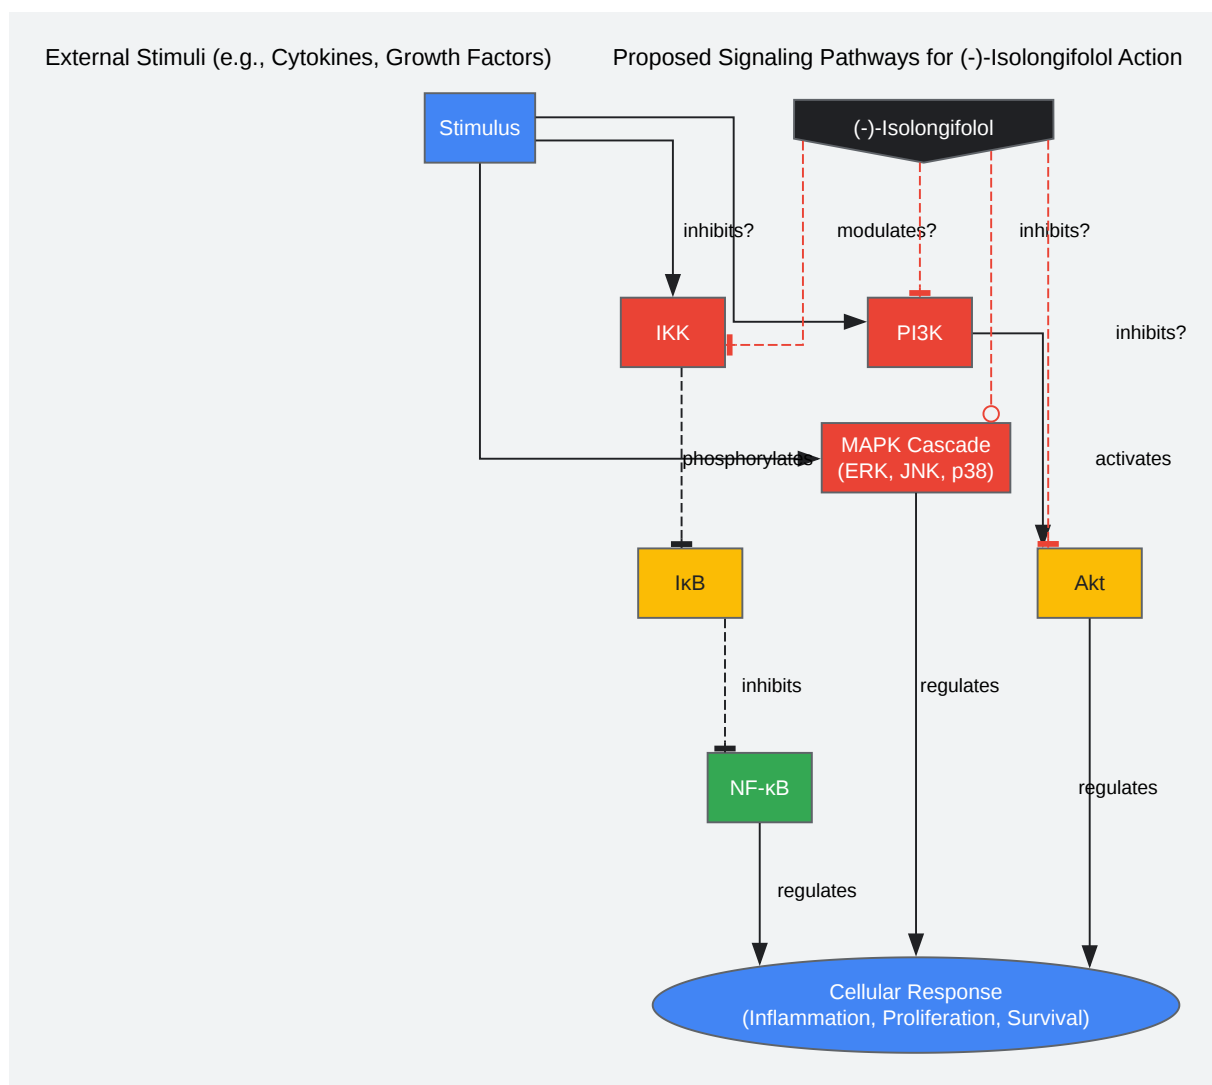 External Stimuli (e.g., Cytokines, Growth Factors)
Proposed Signaling Pathways for (-)-Isolongifolol Action
Stimulus
(-)-Isolongifolol
inhibits?
modulates?
inhibits?
IKK
PI3K
inhibits?
phosphorylates
MAPK Cascade
(ERK, JNK, p38)
activates
IκB
Akt
inhibits
regulates
NF-κB
regulates
regulates
Cellular Response
(Inflammation, Proliferation, Survival)